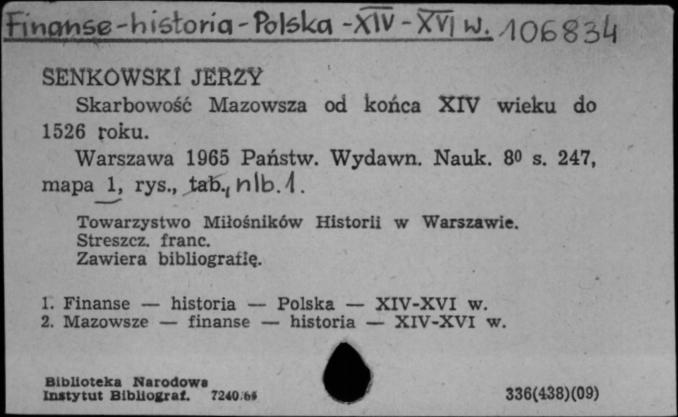 Finanse-historia-Polska -XIV-XVI w. 106834
SENKOWSKI JERZY
Skarbowość Mazowsza od końca XIV wieku do
1526 roku.
Warszawa 1965 Państw. Wydawn. Nauk. 8⁰ s. 247,
mapa 1, rys., tab., nlb. 1.
Towarzystwo Miłośników Historii w Warszawie.
Streszcz. franc.
Zawiera bibliografię.
1. Finanse — historia — Polska — XIV-XVI w.
2. Mazowsze — finanse — historia — XIV-XVI w.
Biblioteka Narodowa
Instytut Bibliograf. 7240/65 336(438)(09)